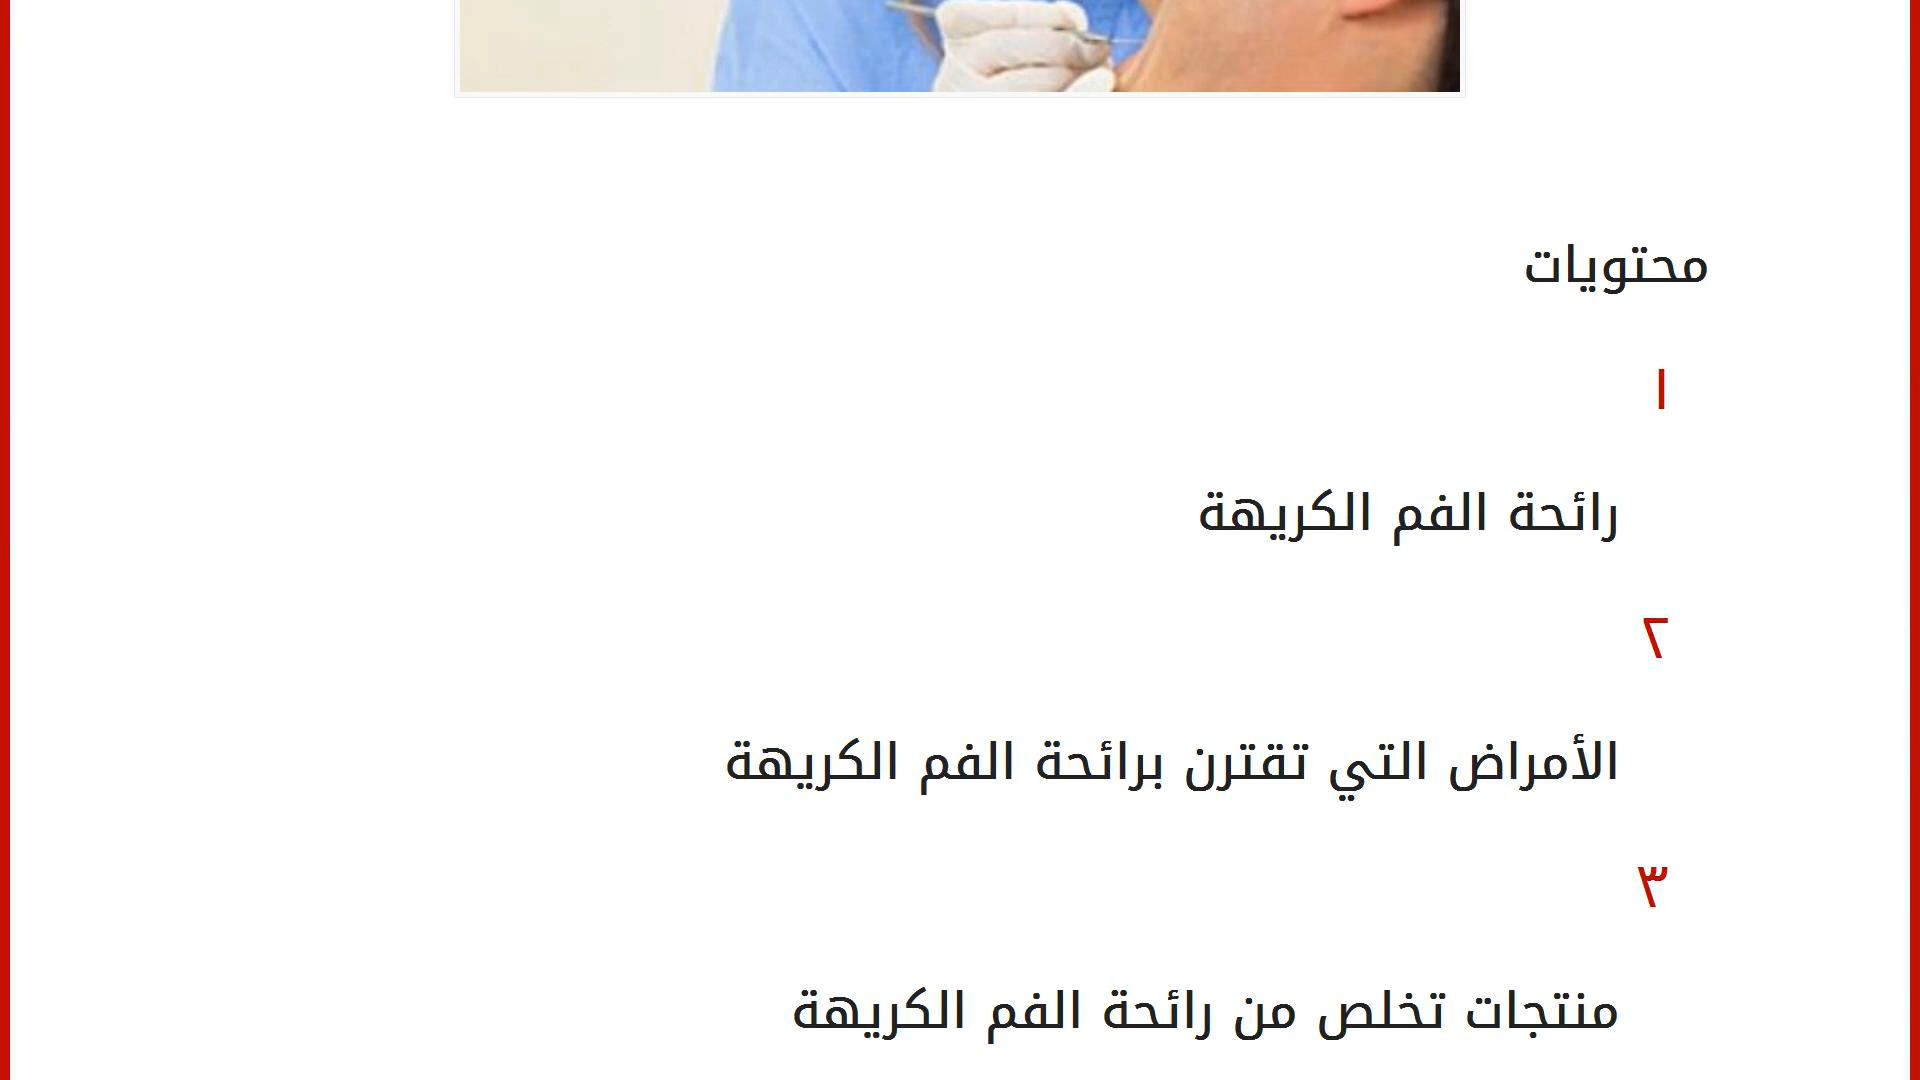 محتويات
١
رائحة الفم الكريهة
٢
الأمراض التي تقترن برائحة الفم الكريهة
٣
منتجات تخلص من رائحة الفم الكريهة